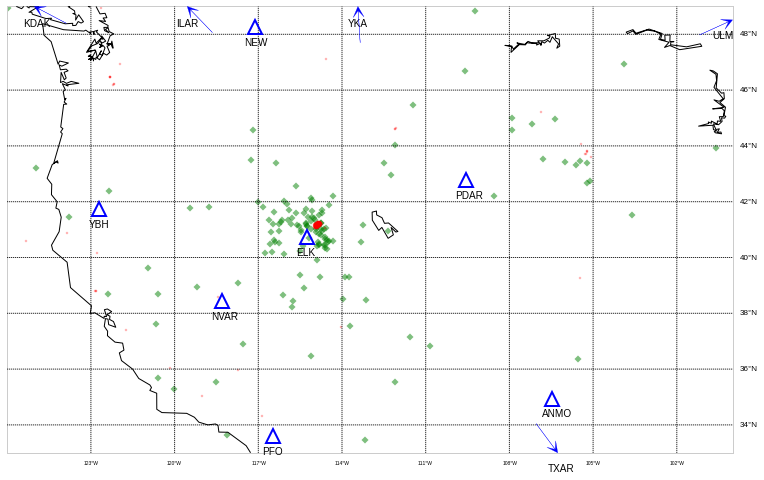 KDAK
ILAR
YKA
ULM
NEW
48°N
46°N
44°N
PDAR
42°N
YBH
ELK
40°N
NVAR
38°N
36°N
ANMO
34°N
PFO
123°W
120°W
117°W
114°W
111°W
108°W
105°W
102°W
TXAR